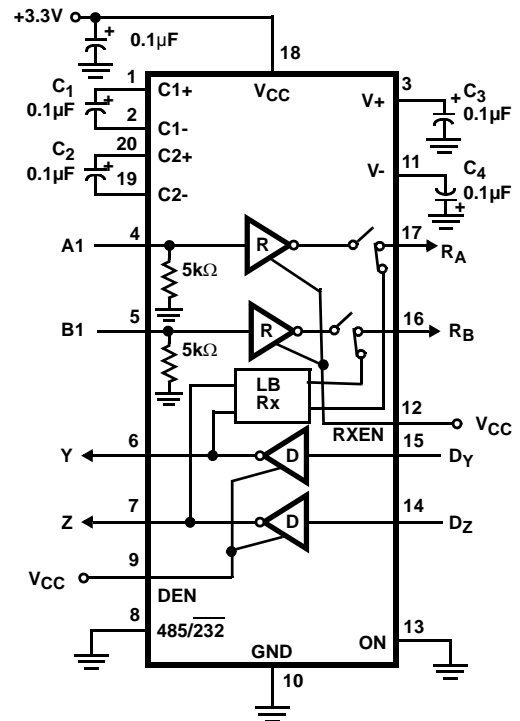 +3.3V
0.1μF
18
1
C1+
VCC
3
V+
C1
0.1μF
C3
0.1μF
2
C1-
20
C2+
C2
0.1μF
19
C2-
11
V-
C4
0.1μF
4
A1
R
17
RA
5kΩ
5
B1
R
16
RB
5kΩ
LB
Rx
12
RXEN
VCC
6
Y
D
15
DY
7
Z
D
14
DZ
9
VCC
DEN
8
485/232
13
ON
GND
10
+
+
+
+
+